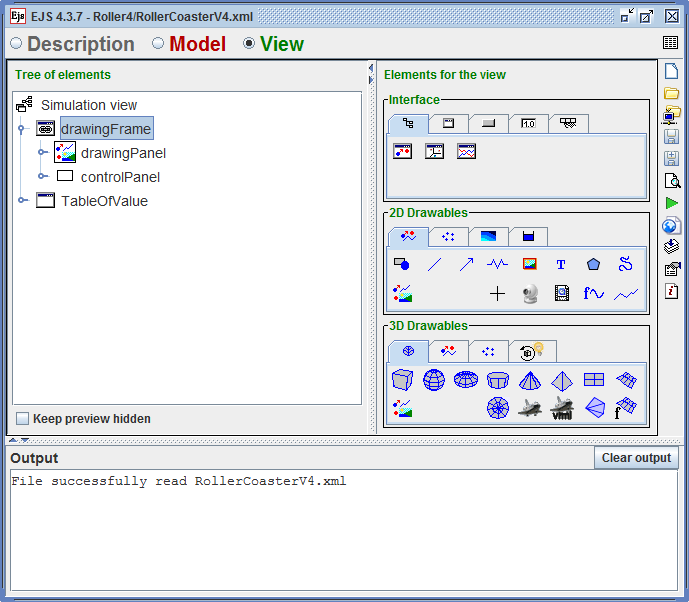 Ejs EJS 4.3.7 - Roller4/RollerCoasterV4.xml
Description Model View
Tree of elements
Simulation view
drawingFrame
drawingPanel
controlPanel
TableOfValue
Keep preview hidden
Elements for the view
Interface
1.0
2D Drawables
T
f
3D Drawables
vrml
f
Output
Clear output
File successfully read RollerCoasterV4.xml